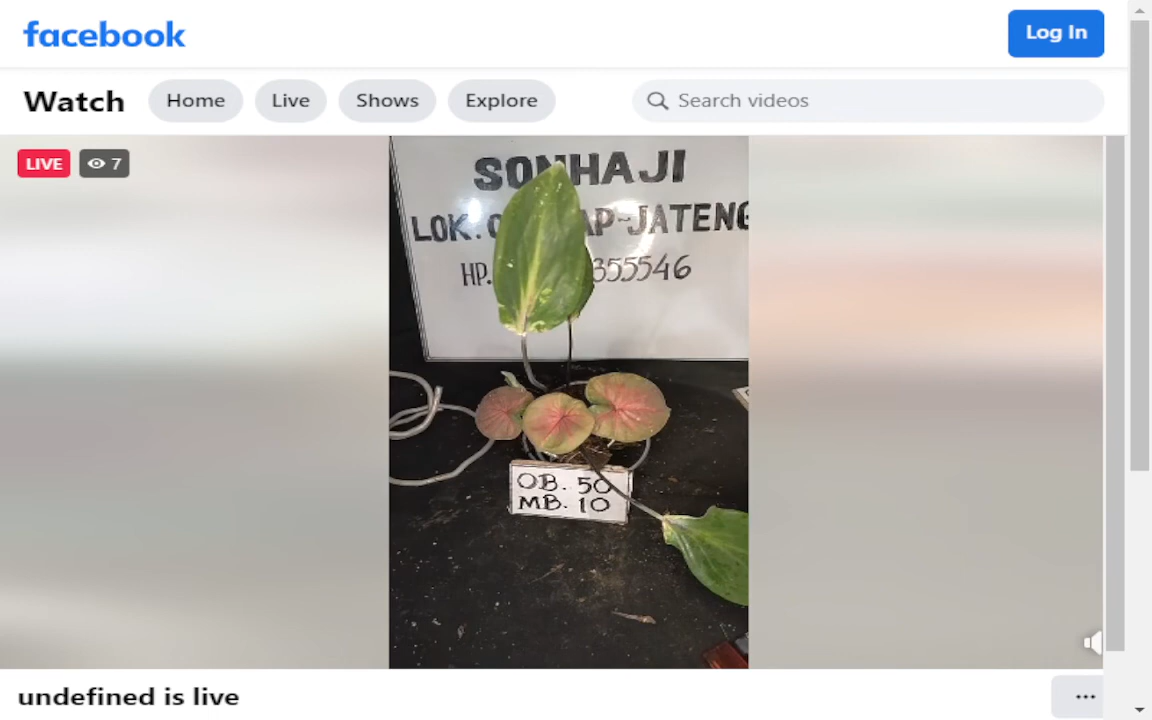 facebook
Log In
Watch
Home
Live
Shows
Explore
Search videos
LIVE
7
SONHAJI
LOK.
JATENG
HP.
355546
OB. 50
MB. 10
undefined is live